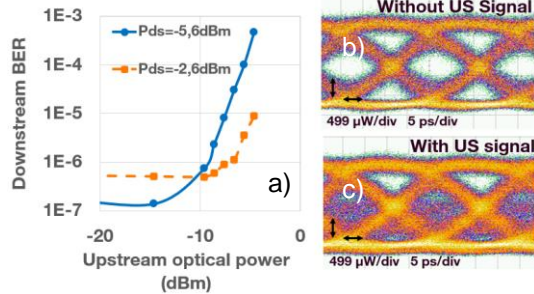 Downstream BER
1E-3
1E-4
1E-5
1E-6
1E-7
Pds=-5,6dBm
Pds=-2,6dBm
a)
-20
-10
0
Upstream optical power
(dBm)
Without US Signal
b)
499 µW/div 5 ps/div
With US signal
c)
499 µW/div 5 ps/div